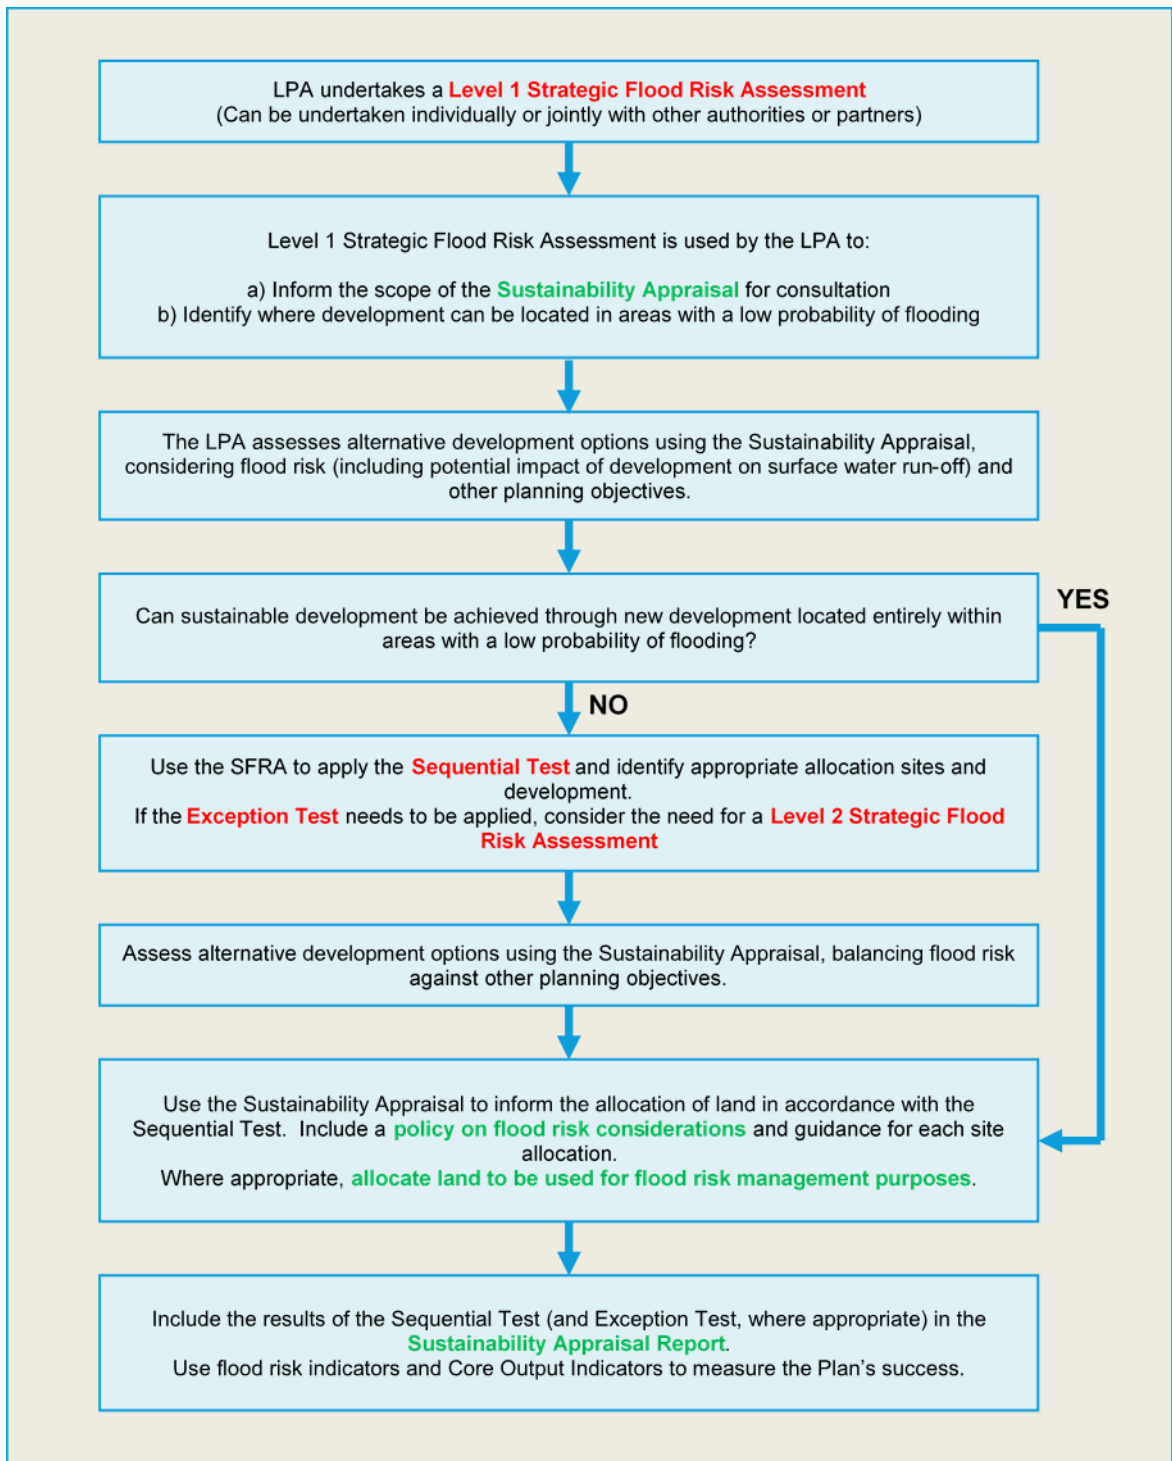 LPA undertakes a Level 1 Strategic Flood Risk Assessment
(Can be undertaken individually or jointly with other authorities or partners)
Level 1 Strategic Flood Risk Assessment is used by the LPA to:
a) Inform the scope of the Sustainability Appraisal for consultation
b) Identify where development can be located in areas with a low probability of flooding
The LPA assesses alternative development options using the Sustainability Appraisal,
considering flood risk (including potential impact of development on surface water run-off) and
other planning objectives.
Can sustainable development be achieved through new development located entirely within
areas with a low probability of flooding?
YES
NO
Use the SFRA to apply the Sequential Test and identify appropriate allocation sites and
development.
If the Exception Test needs to be applied, consider the need for a Level 2 Strategic Flood
Risk Assessment
Assess alternative development options using the Sustainability Appraisal, balancing flood risk
against other planning objectives.
Use the Sustainability Appraisal to inform the allocation of land in accordance with the
Sequential Test. Include a policy on flood risk considerations and guidance for each site
allocation.
Where appropriate, allocate land to be used for flood risk management purposes.
Include the results of the Sequential Test (and Exception Test, where appropriate) in the
Sustainability Appraisal Report.
Use flood risk indicators and Core Output Indicators to measure the Plan's success.